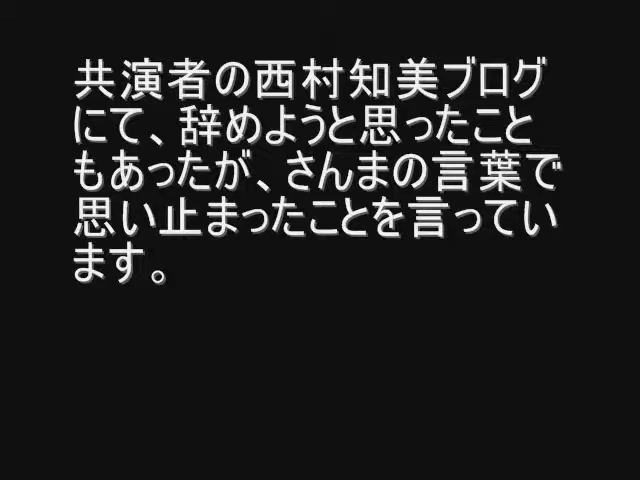 共演者の西村知美ブログ
にて、辞めようと思ったこと
もあったが、さんまの言葉で
思い止まったことを言ってい
ます。